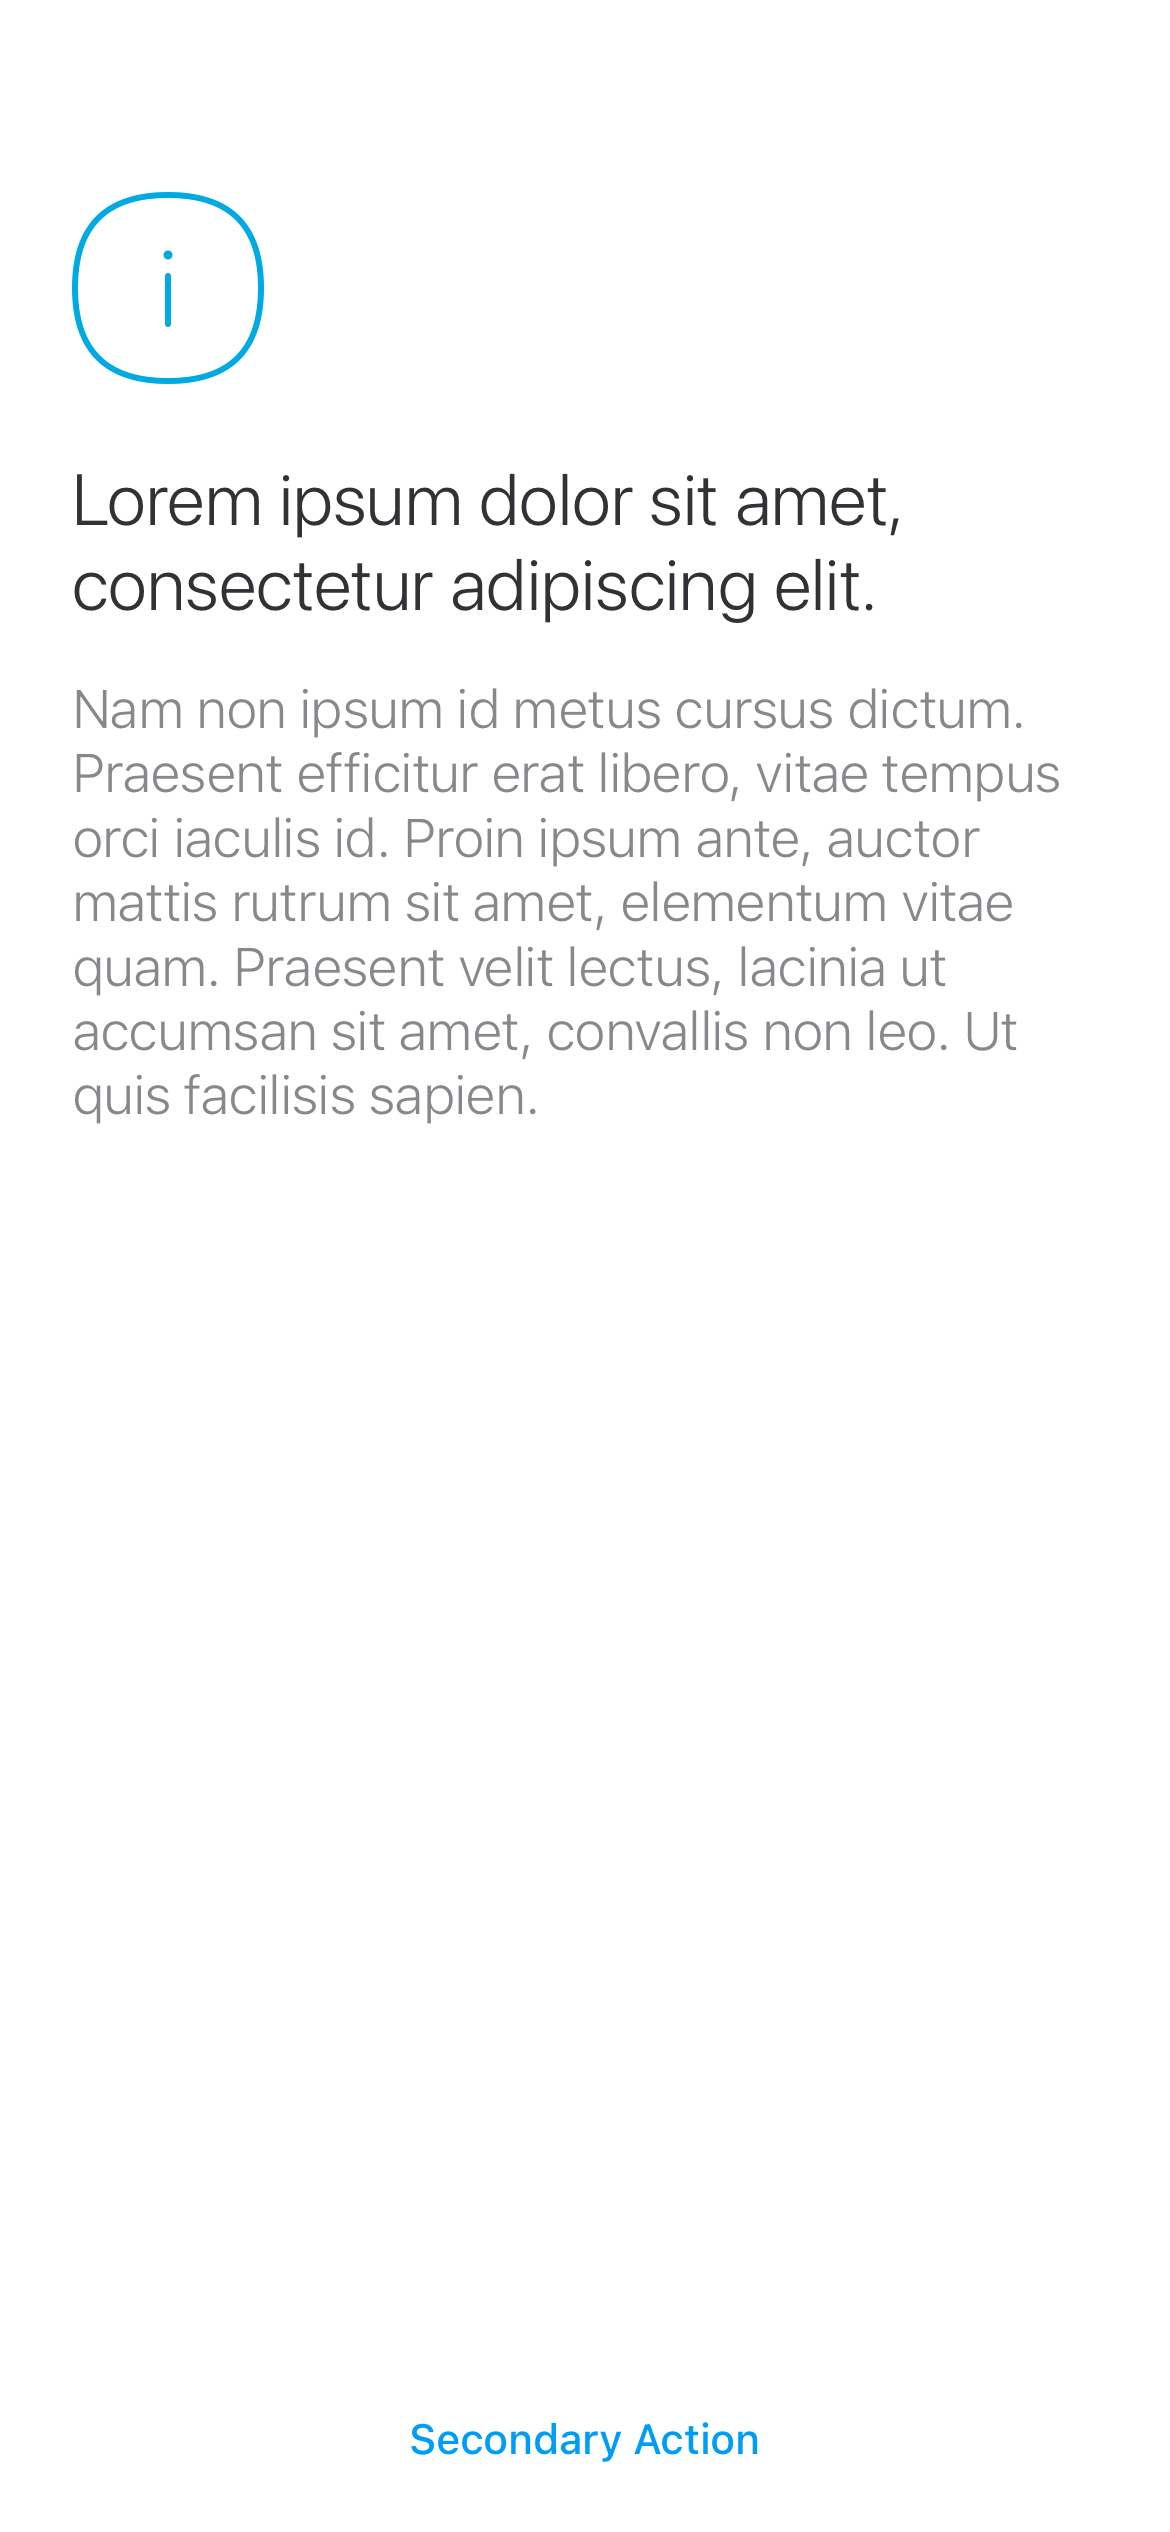 Lorem ipsum dolor sit amet,
consectetur adipiscing elit.
Nam non ipsum id metus cursus dictum.
Praesent efficitur erat libero, vitae tempus
orci iaculis id. Proin ipsum ante, auctor
mattis rutrum sit amet, elementum vitae
quam. Praesent velit lectus, lacinia ut
accumsan sit amet, convallis non leo. Ut
quis facilisis sapien.
Secondary Action